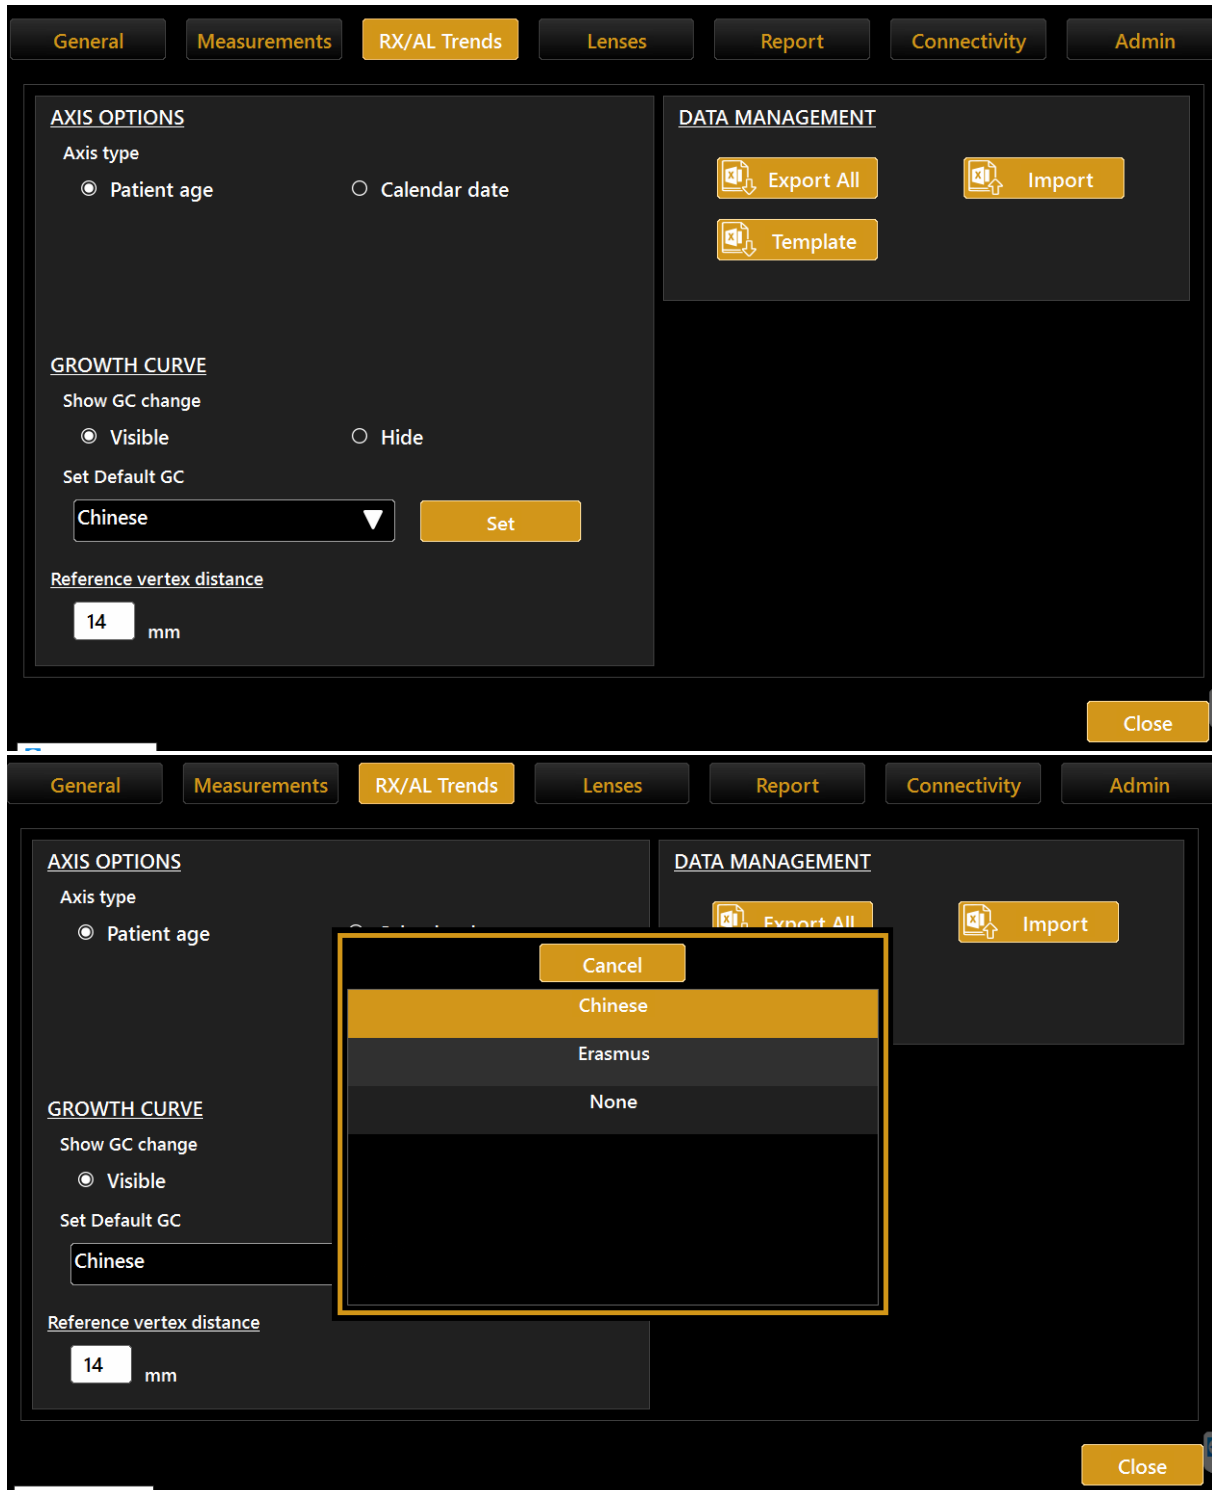 General Measurements RX/AL Trends Lenses Report Connectivity Admin
AXIS OPTIONS
Axis type
Patient age Calendar date
GROWTH CURVE
Show GC change
Visible Hide
Set Default GC
Chinese Set
Reference vertex distance
14 mm
DATA MANAGEMENT
Export All Import
Template
Close
General Measurements RX/AL Trends Lenses Report Connectivity Admin
AXIS OPTIONS
Axis type
Patient age
GROWTH CURVE
Show GC change
Visible
Set Default GC
Chinese
Reference vertex distance
14 mm
DATA MANAGEMENT
Export All Import
Cancel
Chinese
Erasmus
None
Close